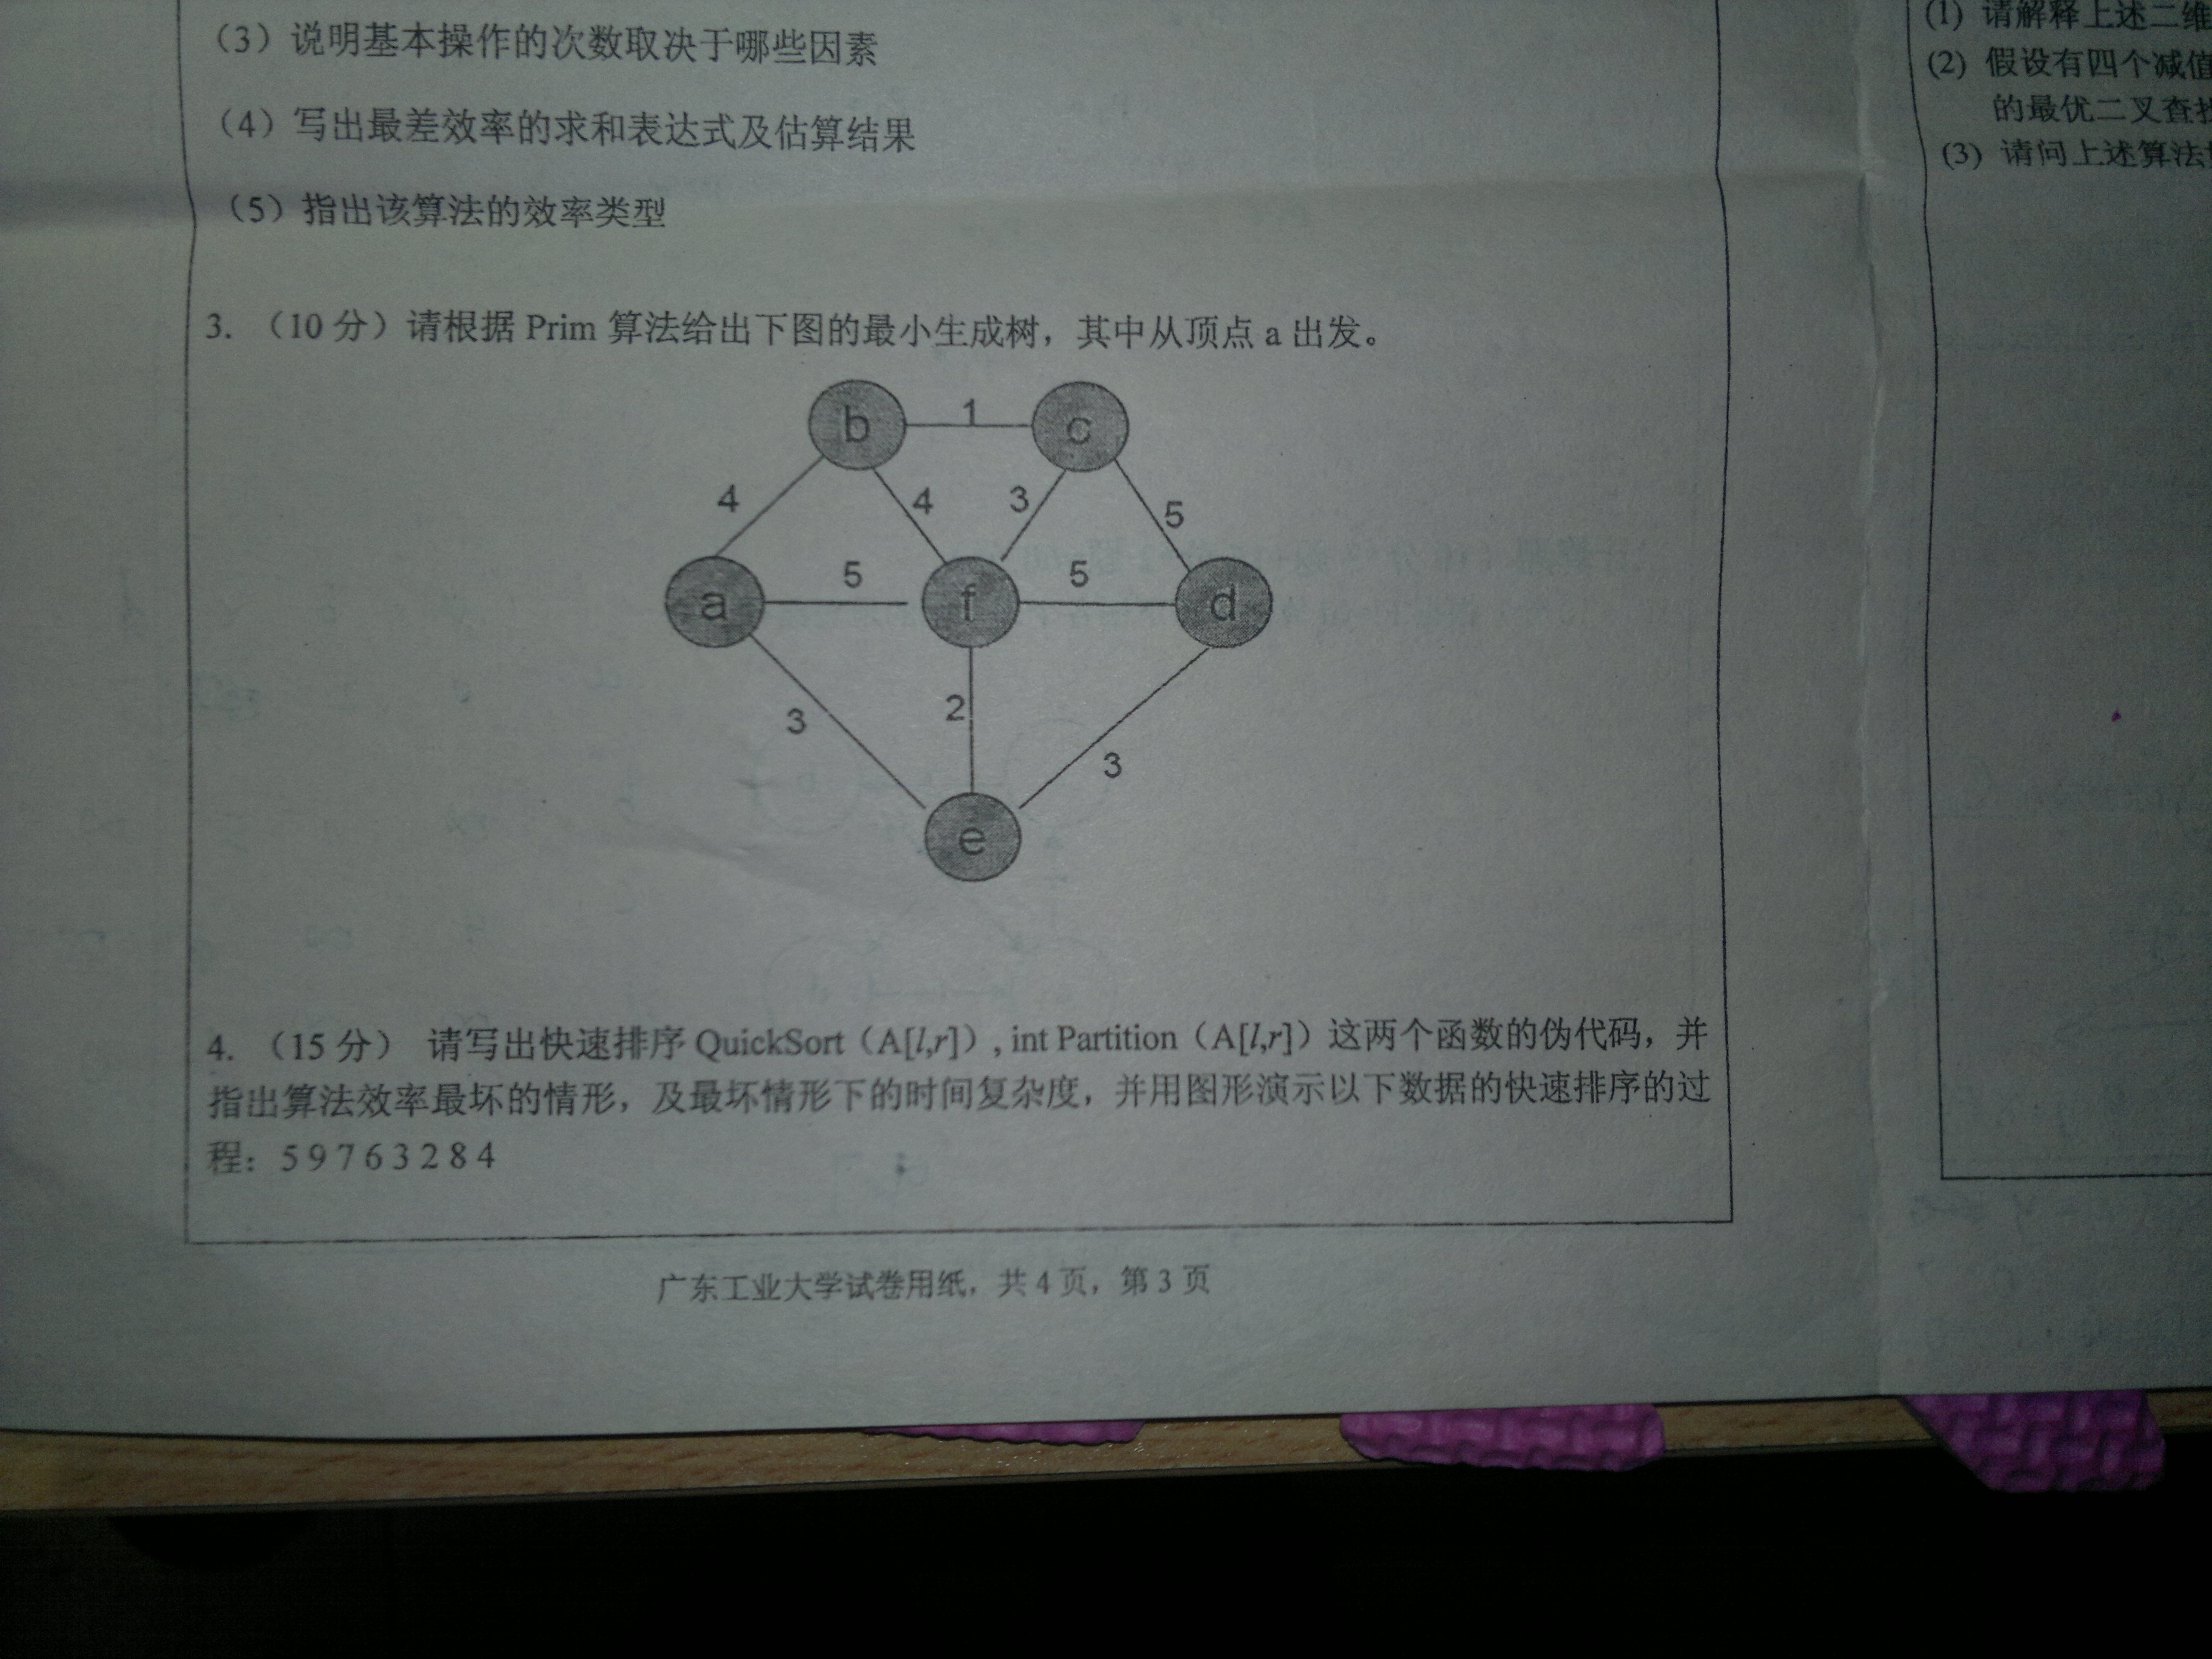 (3) 说明基本操作的次数取决于哪些因素
(4) 写出最差效率的求和表达式及估算结果
(5) 指出该算法的效率类型
3. (10 分) 请根据 Prim 算法给出下图的最小生成树，其中从顶点 a 出发。
b 1 c
4 4 3 5
a 5 f 5 d
3 2 3
e
4. (15 分) 请写出快速排序 QuickSort（A[l,r]）, int Partition（A[l,r]）这两个函数的伪代码，并
指出算法效率最坏的情形，及最坏情形下的时间复杂度，并用图形演示以下数据的快速排序的过
程：5 9 7 6 3 2 8 4
广东工业大学试卷用纸，共 4 页，第 3 页
(1) 请解释上述二维
(2) 假设有四个减值
的最优二叉查找
(3) 请问上述算法